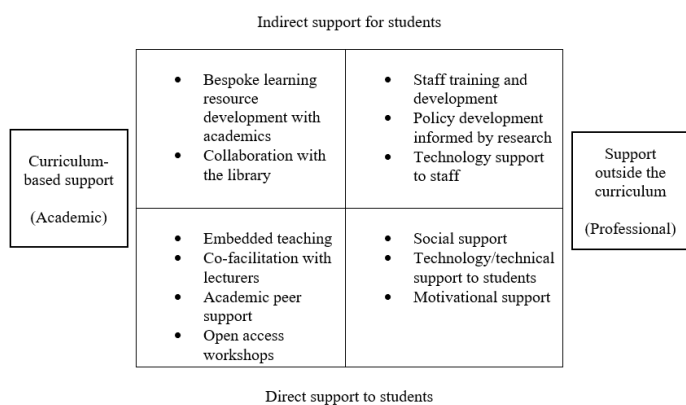 Indirect support for students
• Bespoke learning
resource
development with
academics
• Collaboration with
the library
• Staff training and
development
• Policy development
informed by research
• Technology support
to staff
Curriculum-
based support
(Academic)
Support
outside the
curriculum
(Professional)
• Embedded teaching
• Co-facilitation with
lecturers
• Academic peer
support
• Open access
workshops
• Social support
• Technology/technical
support to students
• Motivational support
Direct support to students